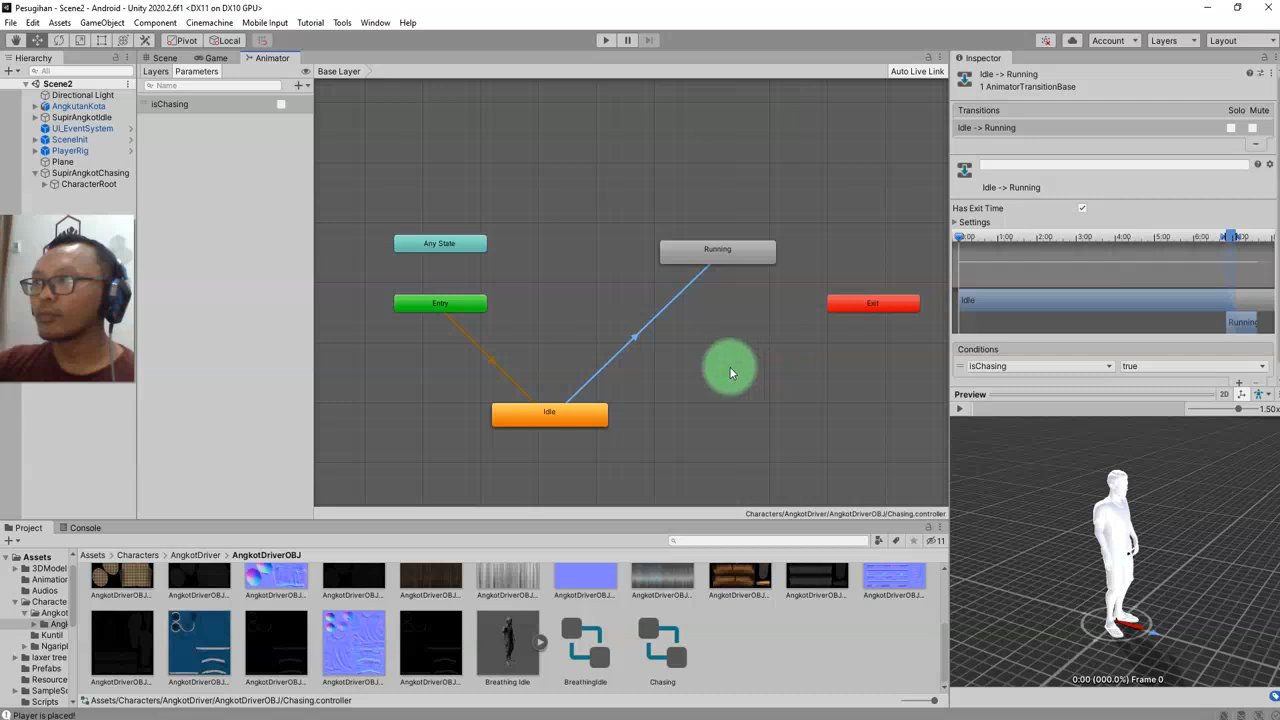 Pesugihan - Scene2 - Android - Unity 2020.2.6f1 <DX11 on DX10 GPU>
File Edit Assets GameObject Component Cinemachine Mobile Input Tutorial Tools Window Help
Pivot Local Account Layers Layout
Hierarchy
All
Scene2
Directional Light
AngkutanKota
SupirAngkotIdle
UI_EventSystem
SceneInit
PlayerRig
Plane
SupirAngkotChasing
CharacterRoot
Scene Game Animator
Layers Parameters Base Layer Auto Live Link
Name
isChasing
Any State
Entry
Running
Exit
Idle
Characters/AngkotDriver/AngkotDriverOBJ/Chasing.controller
Inspector
Idle -> Running
1 AnimatorTransitionBase
Transitions Solo Mute
Idle -> Running
Idle -> Running
Has Exit Time
Settings
1:00 2:00 3:00 4:00 5:00 6:00
Idle
Running
Conditions
isChasing true
Preview 2D
1.50x
0:00 (000.0%) Frame 0
Project Console
11
Assets
3DModel
Animation
Audios
Characte
Angkot
Angk
Kuntil
Ngaripl
laxer tree
Prefabs
Resource
SampleSc
Scripts
Assets > Characters > AngkotDriver > AngkotDriverOBJ
AngkotDriverOBJ... AngkotDriverOBJ... AngkotDriverOBJ... AngkotDriverOBJ... AngkotDriverOBJ... AngkotDriverOBJ... AngkotDriverOBJ... AngkotDriverOBJ... AngkotDriverOBJ... AngkotDriverOBJ... AngkotDriverOBJ...
AngkotDriverOBJ... AngkotDriverOBJ... AngkotDriverOBJ... AngkotDriverOBJ... AngkotDriverOBJ... Breathing Idle BreathingIdle Chasing
Assets/Characters/AngkotDriver/AngkotDriverOBJ/Chasing.controller
Player is placed!